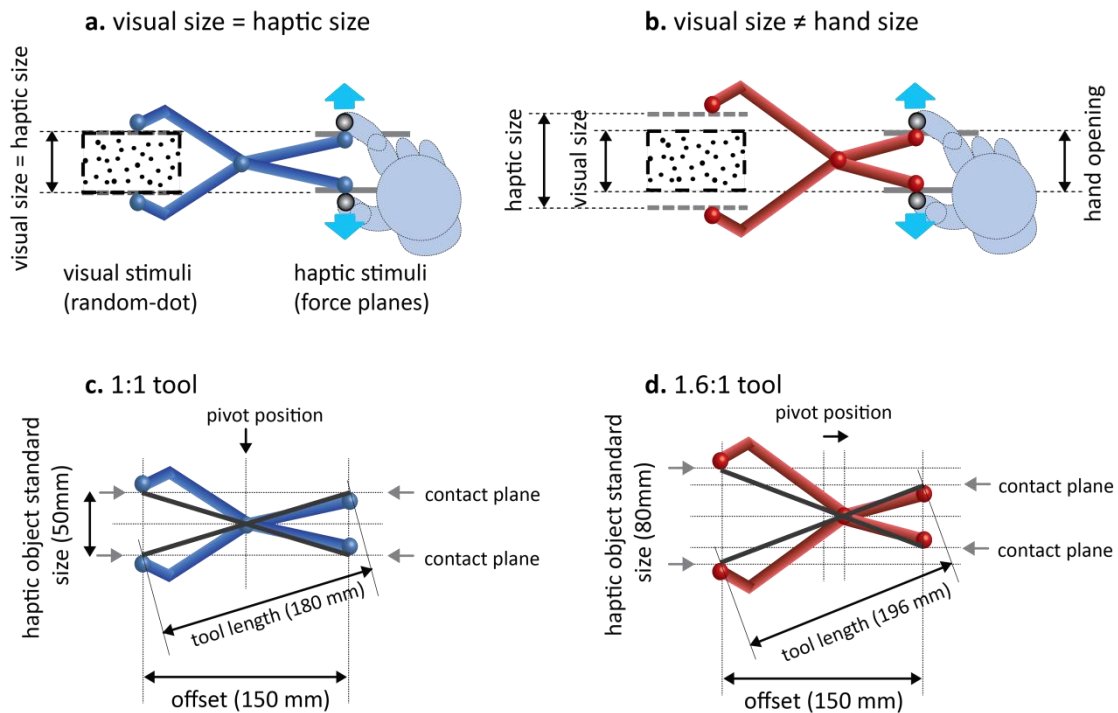 a. visual size = haptic size
visual size = haptic size
visual stimuli
(random-dot)
haptic stimuli
(force planes)
b. visual size ≠ hand size
haptic size
visual size
hand opening
c. 1:1 tool
pivot position
haptic object standard
size (50mm)
contact plane
contact plane
tool length (180 mm)
offset (150 mm)
d. 1.6:1 tool
pivot position
haptic object standard
size (80mm)
contact plane
contact plane
tool length (196 mm)
offset (150 mm)